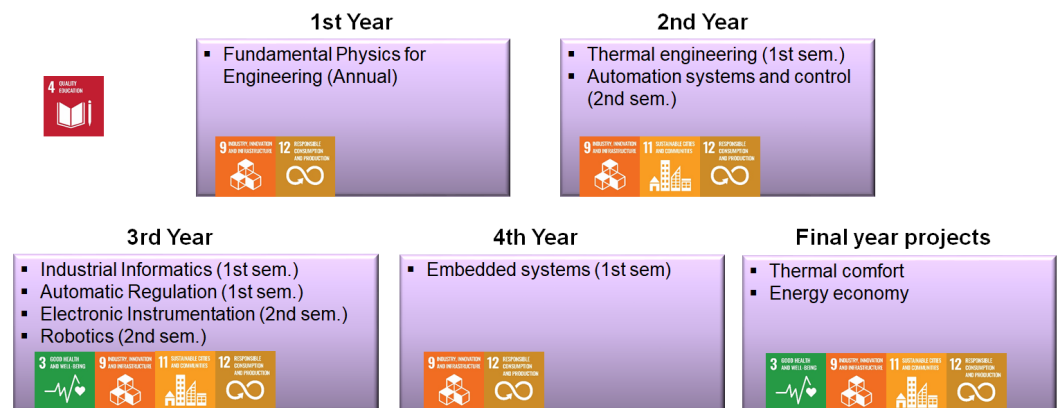 1st Year
▪ Fundamental Physics for
Engineering (Annual)
9 INDUSTRY, INNOVATION
AND INFRASTRUCTURE
12 RESPONSIBLE
CONSUMPTION
AND PRODUCTION
2nd Year
▪ Thermal engineering (1st sem.)
▪ Automation systems and control
(2nd sem.)
9 INDUSTRY, INNOVATION
AND INFRASTRUCTURE
11 SUSTAINABLE CITIES
AND COMMUNITIES
12 RESPONSIBLE
CONSUMPTION
AND PRODUCTION
4 QUALITY
EDUCATION
3rd Year
▪ Industrial Informatics (1st sem.)
▪ Automatic Regulation (1st sem.)
▪ Electronic Instrumentation (2nd sem.)
▪ Robotics (2nd sem.)
3 GOOD HEALTH
AND WELL-BEING
9 INDUSTRY, INNOVATION
AND INFRASTRUCTURE
11 SUSTAINABLE CITIES
AND COMMUNITIES
12 RESPONSIBLE
CONSUMPTION
AND PRODUCTION
4th Year
▪ Embedded systems (1st sem)
9 INDUSTRY, INNOVATION
AND INFRASTRUCTURE
12 RESPONSIBLE
CONSUMPTION
AND PRODUCTION
Final year projects
▪ Thermal comfort
▪ Energy economy
3 GOOD HEALTH
AND WELL-BEING
9 INDUSTRY, INNOVATION
AND INFRASTRUCTURE
11 SUSTAINABLE CITIES
AND COMMUNITIES
12 RESPONSIBLE
CONSUMPTION
AND PRODUCTION